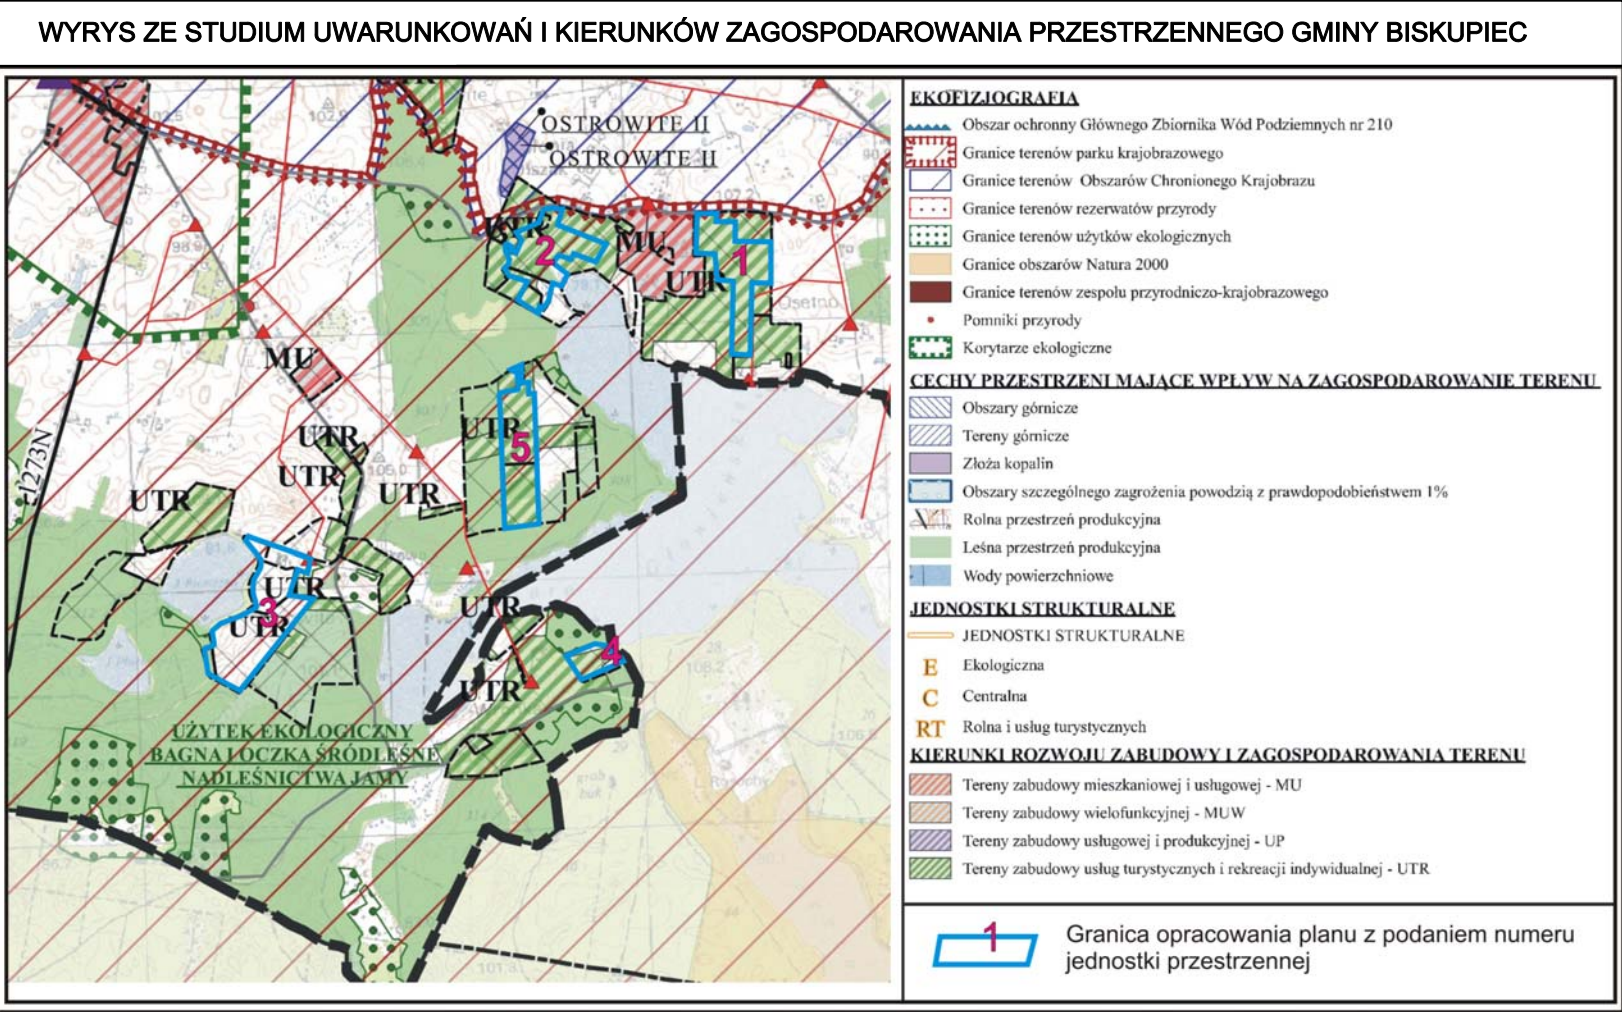 WYRYS ZE STUDIUM UWARUNKOWAŃ I KIERUNKÓW ZAGOSPODAROWANIA PRZESTRZENNEGO GMINY BISKUPIEC
OSTROWITE II
OSTROWITE II
2
MU
1
UTR
Osetno
MU
UTR
5
UTR
UTR
UTR
UTR
1273N
UTR
3
UTR
UTR
4
UTR
UŻYTEK EKOLOGICZNY
BAGNA I OCZKA ŚRÓDLEŚNE
NADLEŚNICTWA JAMY
EKOFIZJOGRAFIA
Obszar ochronny Głównego Zbiornika Wód Podziemnych nr 210
Granice terenów parku krajobrazowego
Granice terenów Obszarów Chronionego Krajobrazu
Granice terenów rezerwatów przyrody
Granice terenów użytków ekologicznych
Granice obszarów Natura 2000
Granice terenów zespołu przyrodniczo-krajobrazowego
Pomniki przyrody
Korytarze ekologiczne
CECHY PRZESTRZENI MAJĄCE WPŁYW NA ZAGOSPODAROWANIE TERENU
Obszary górnicze
Tereny górnicze
Złoża kopalin
Obszary szczególnego zagrożenia powodzią z prawdopodobieństwem 1%
Rolna przestrzeń produkcyjna
Leśna przestrzeń produkcyjna
Wody powierzchniowe
JEDNOSTKI STRUKTURALNE
JEDNOSTKI STRUKTURALNE
E Ekologiczna
C Centralna
RT Rolna i usług turystycznych
KIERUNKI ROZWOJU ZABUDOWY I ZAGOSPODAROWANIA TERENU
Tereny zabudowy mieszkaniowej i usługowej - MU
Tereny zabudowy wielofunkcyjnej - MUW
Tereny zabudowy usługowej i produkcyjnej - UP
Tereny zabudowy usług turystycznych i rekreacji indywidualnej - UTR
1
Granica opracowania planu z podaniem numeru
jednostki przestrzennej